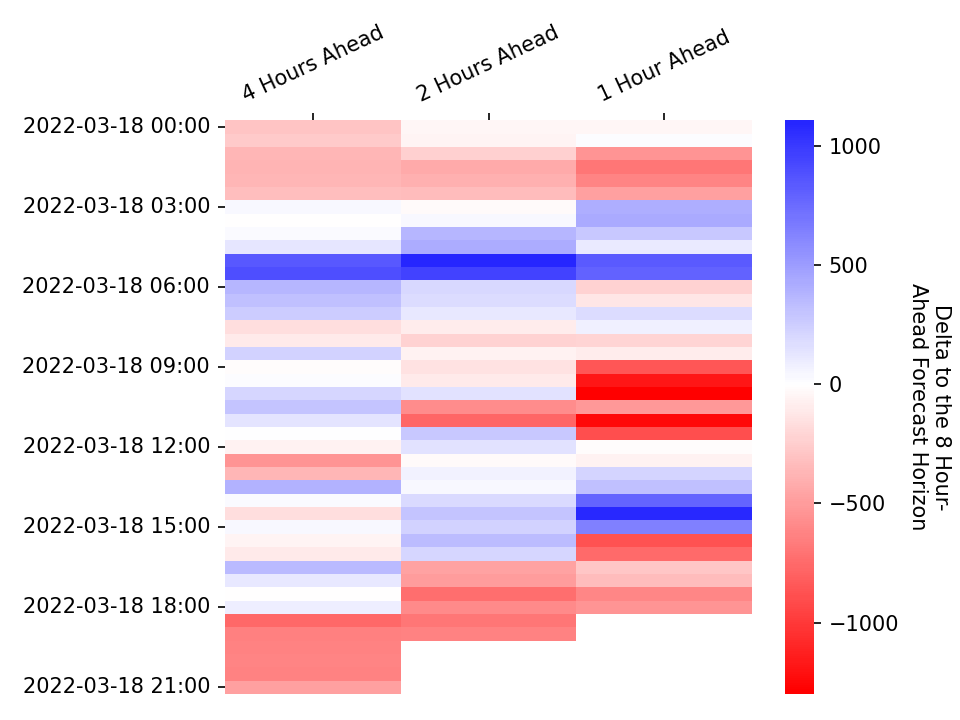 4 Hours Ahead
2 Hours Ahead
1 Hour Ahead
2022-03-18 00:00
2022-03-18 03:00
2022-03-18 06:00
2022-03-18 09:00
2022-03-18 12:00
2022-03-18 15:00
2022-03-18 18:00
2022-03-18 21:00
1000
500
0
−500
−1000
Delta to the 8 Hour-
Ahead Forecast Horizon